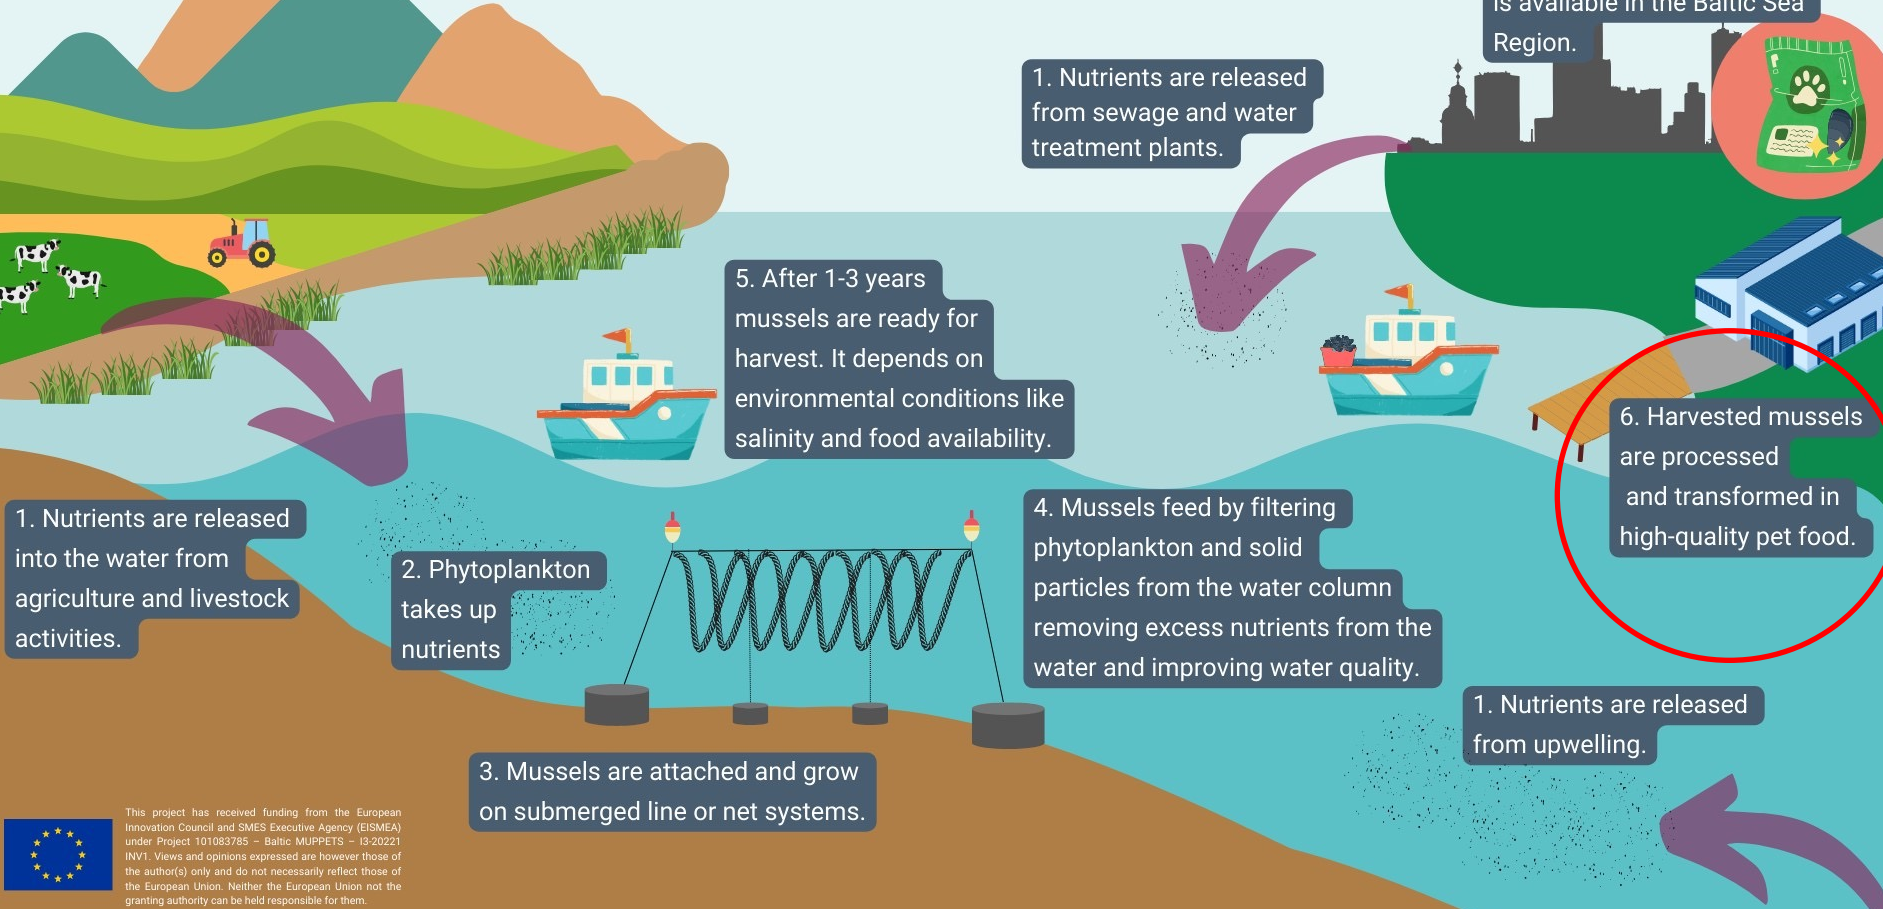 is available in the Baltic Sea
Region.
1. Nutrients are released
from sewage and water
treatment plants.
5. After 1-3 years
mussels are ready for
harvest. It depends on
environmental conditions like
salinity and food availability.
6. Harvested mussels
are processed
and transformed in
high-quality pet food.
1. Nutrients are released
into the water from
agriculture and livestock
activities.
2. Phytoplankton
takes up
nutrients
4. Mussels feed by filtering
phytoplankton and solid
particles from the water column
removing excess nutrients from the
water and improving water quality.
1. Nutrients are released
from upwelling.
3. Mussels are attached and grow
on submerged line or net systems.
This project has received funding from the European
Innovation Council and SMES Executive Agency (EISMEA)
under Project 101083785 – Baltic MUPPETS – I3-20221
INV1. Views and opinions expressed are however those of
the author(s) only and do not necessarily reflect those of
the European Union. Neither the European Union not the
granting authority can be held responsible for them.